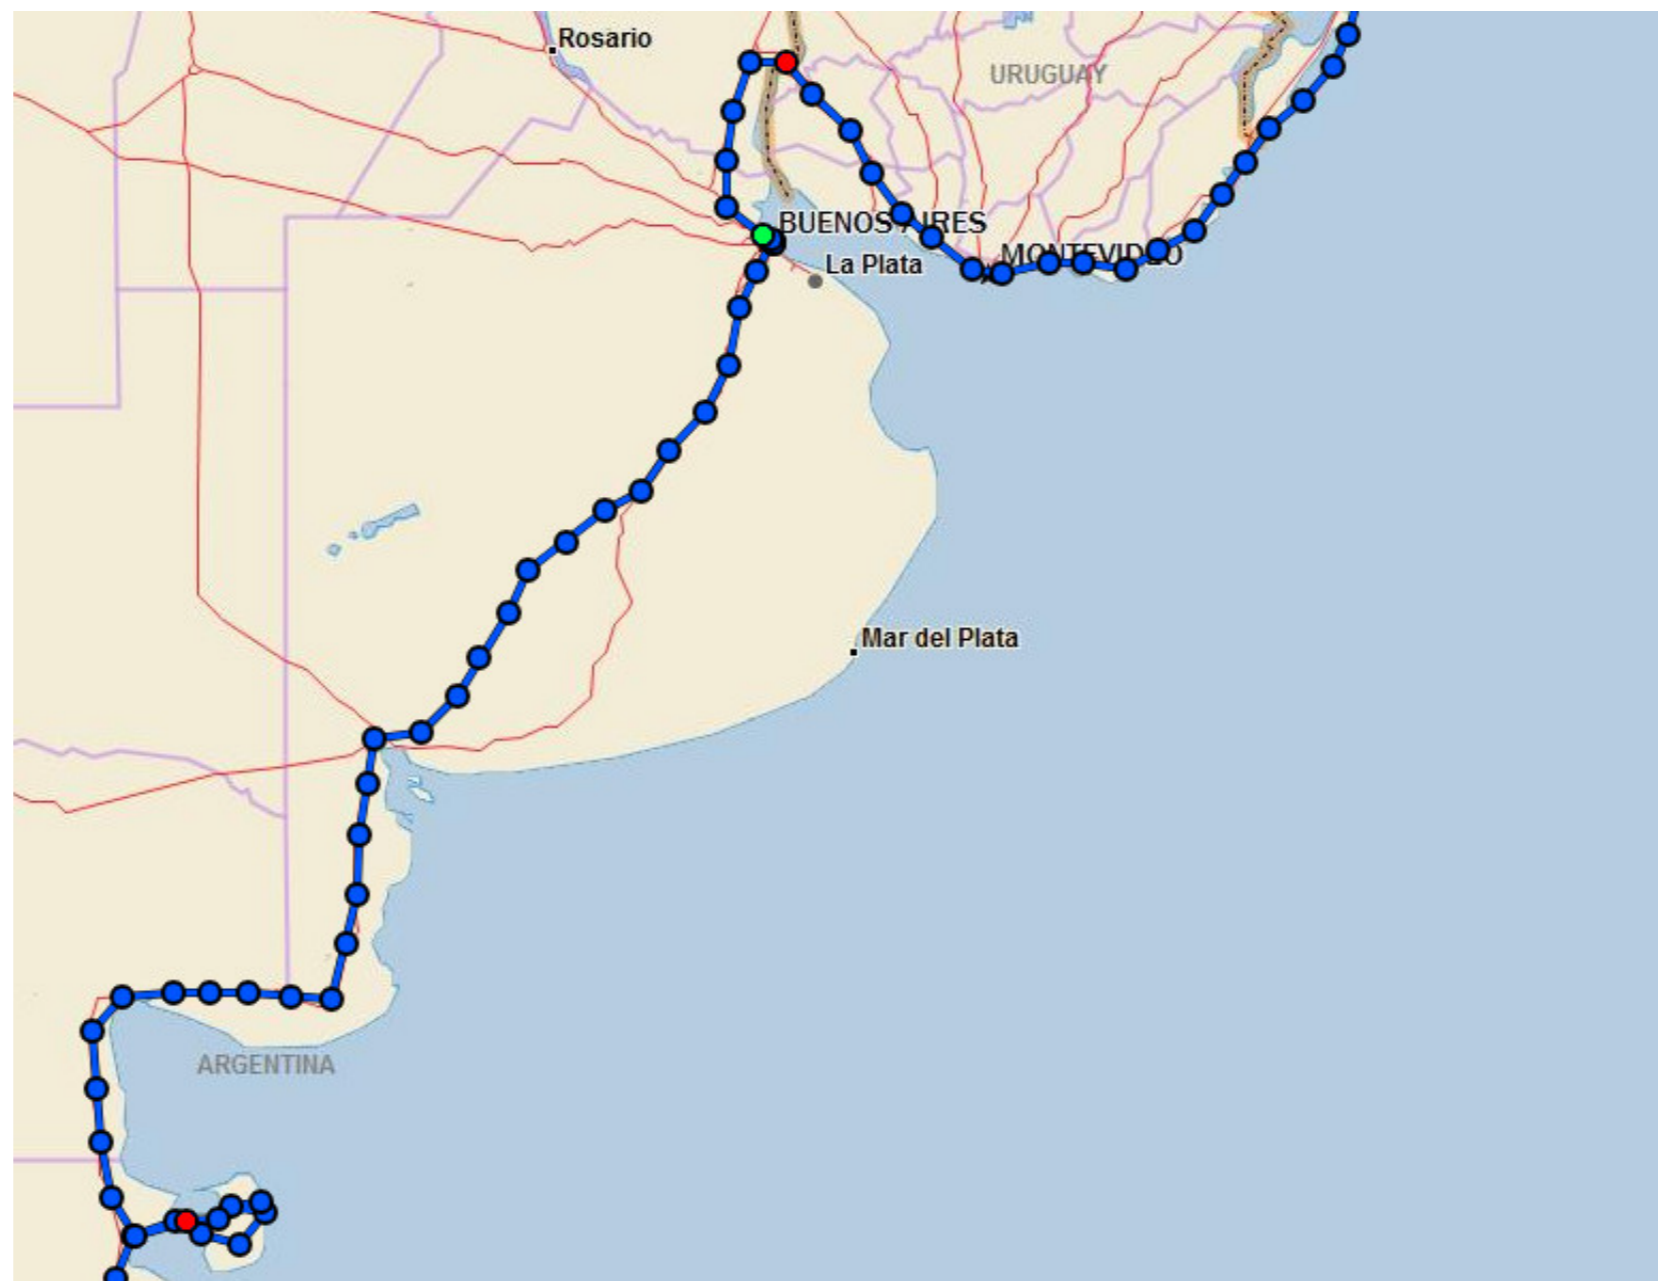 Rosario
URUGUAY
BUENOS AIRES
MONTEVIDEO
La Plata
Mar del Plata
ARGENTINA